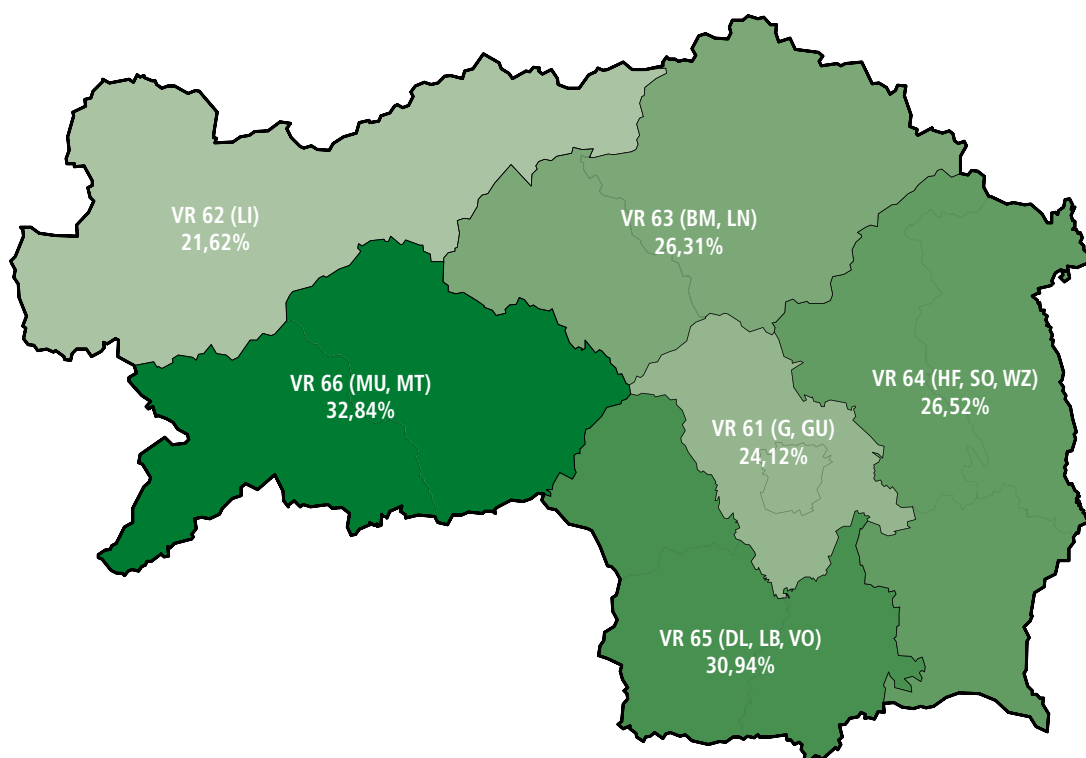 VR 62 (LI)
21,62%
VR 63 (BM, LN)
26,31%
VR 66 (MU, MT)
32,84%
VR 64 (HF, SO, WZ)
26,52%
VR 61 (G, GU)
24,12%
VR 65 (DL, LB, VO)
30,94%